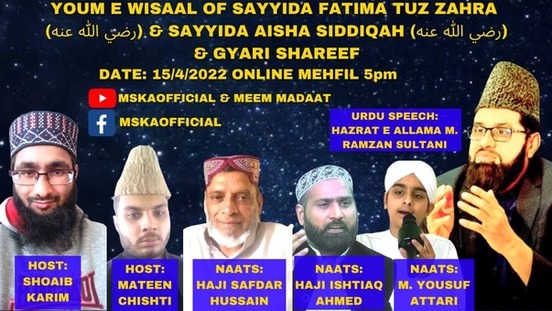 YOUM E WISAAL OF SAYYIDA FATIMA TUZ ZAHRA
(رضي الله عنه) & SAYYIDA AISHA SIDDIQAH (رضي الله عنه)
& GYARI SHAREEF
DATE: 15/4/2022 ONLINE MEHFIL 5pm
MSKAOFFICIAL & MEEM MADAAT
MSKAOFFICIAL
URDU SPEECH:
HAZRAT E ALLAMA M.
RAMZAN SULTANI
HOST:
SHOAIB
KARIM
HOST:
MATEEN
CHISHTI
NAATS:
HAJI SAFDAR
HUSSAIN
NAATS:
HAJI ISHTIAQ
AHMED
NAATS:
M. YOUSUF
ATTARI